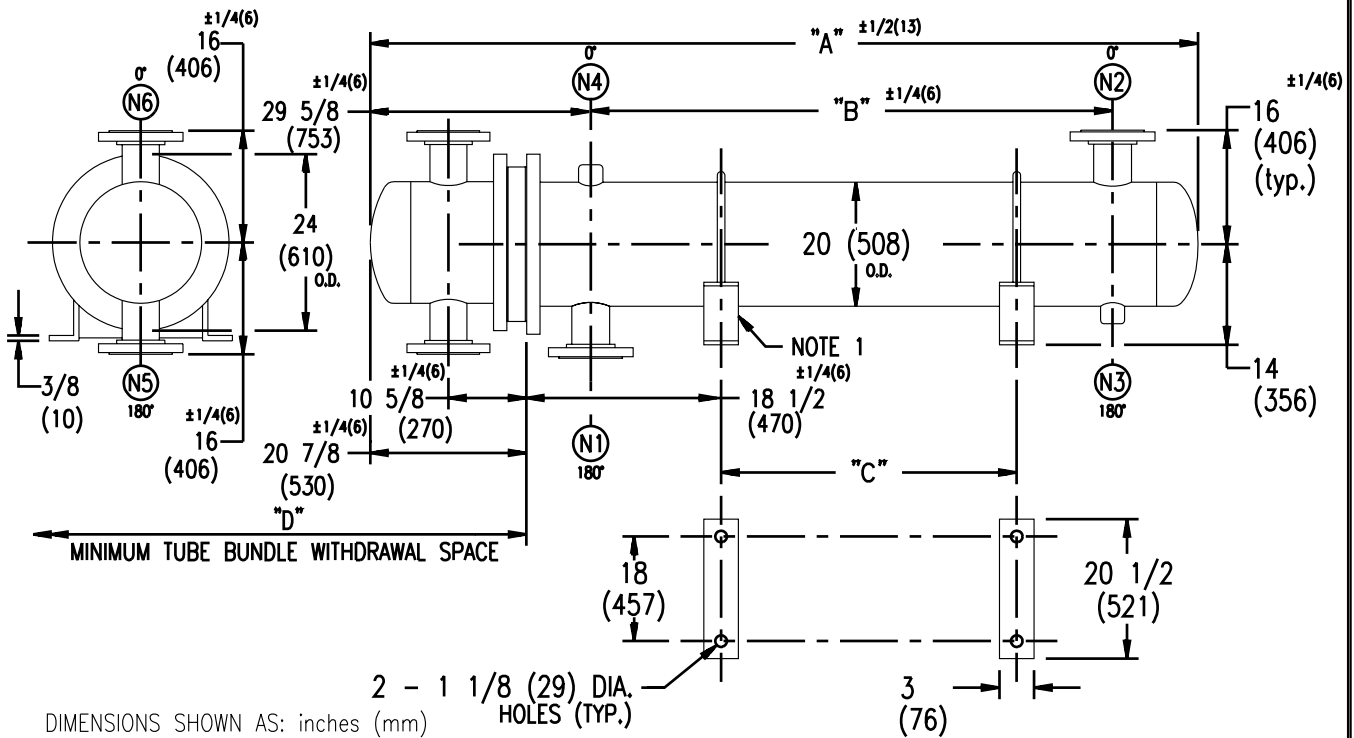 ±1/4(6)
16
(406)
0°
N6
24
(610)
O.D.
3/8
(10)
N5
180°
±1/4(6)
16
(406)
"A" ±1/2(13)
±1/4(6)
29 5/8
(753)
0°
N4
"B" ±1/4(6)
0°
N2
±1/4(6)
16
(406)
(typ.)
20 (508)
O.D.
NOTE 1
±1/4(6)
10 5/8
(270)
±1/4(6)
18 1/2
(470)
N1
180°
N3
180°
14
(356)
±1/4(6)
20 7/8
(530)
"D"
MINIMUM TUBE BUNDLE WITHDRAWAL SPACE
"C"
18
(457)
20 1/2
(521)
2 - 1 1/8 (29) DIA.
HOLES (TYP.)
3
(76)
DIMENSIONS SHOWN AS: inches (mm)